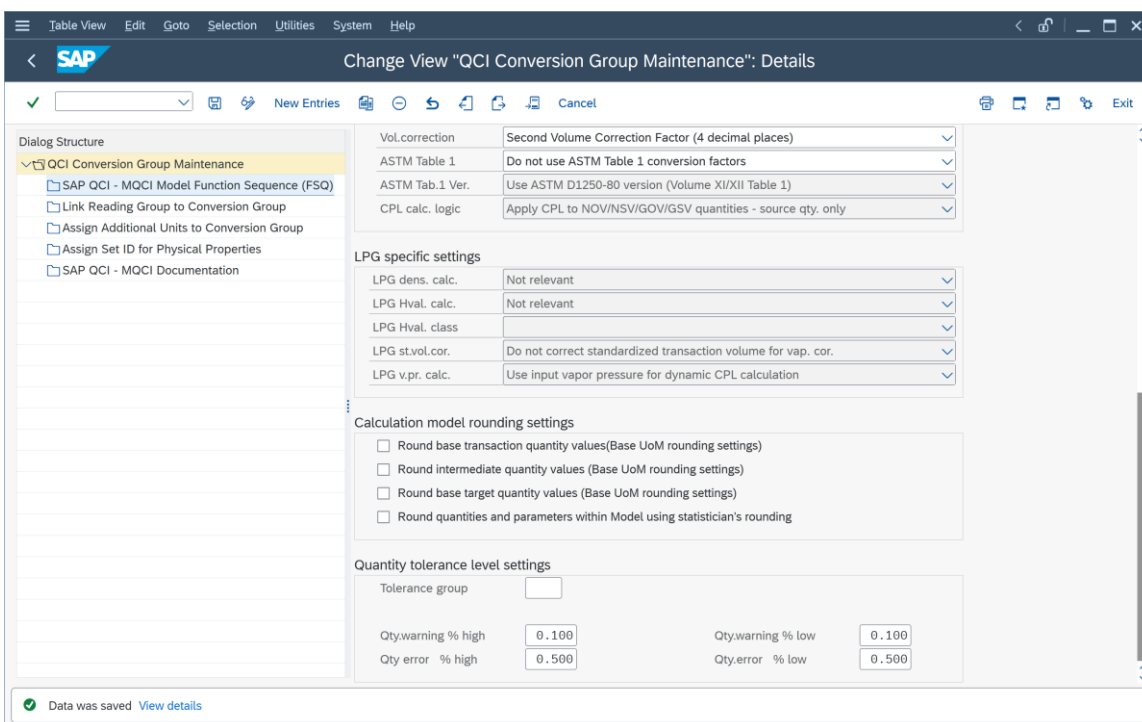 Table View Edit Goto Selection Utilities System Help
SAP Change View "QCI Conversion Group Maintenance": Details
New Entries Cancel Exit
Dialog Structure
QCI Conversion Group Maintenance
SAP QCI - MQCI Model Function Sequence (FSQ)
Link Reading Group to Conversion Group
Assign Additional Units to Conversion Group
Assign Set ID for Physical Properties
SAP QCI - MQCI Documentation
Vol.correction Second Volume Correction Factor (4 decimal places)
ASTM Table 1 Do not use ASTM Table 1 conversion factors
ASTM Tab.1 Ver. Use ASTM D1250-80 version (Volume XI/XII Table 1)
CPL calc. logic Apply CPL to NOV/NSV/GOV/GSV quantities - source qty. only
LPG specific settings
LPG dens. calc. Not relevant
LPG Hval. calc. Not relevant
LPG Hval. class
LPG st.vol.cor. Do not correct standardized transaction volume for vap. cor.
LPG v.pr. calc. Use input vapor pressure for dynamic CPL calculation
Calculation model rounding settings
Round base transaction quantity values(Base UoM rounding settings)
Round intermediate quantity values (Base UoM rounding settings)
Round base target quantity values (Base UoM rounding settings)
Round quantities and parameters within Model using statistician's rounding
Quantity tolerance level settings
Tolerance group
Qty.warning % high 0.100 Qty.warning % low 0.100
Qty error % high 0.500 Qty.error % low 0.500
Data was saved View details